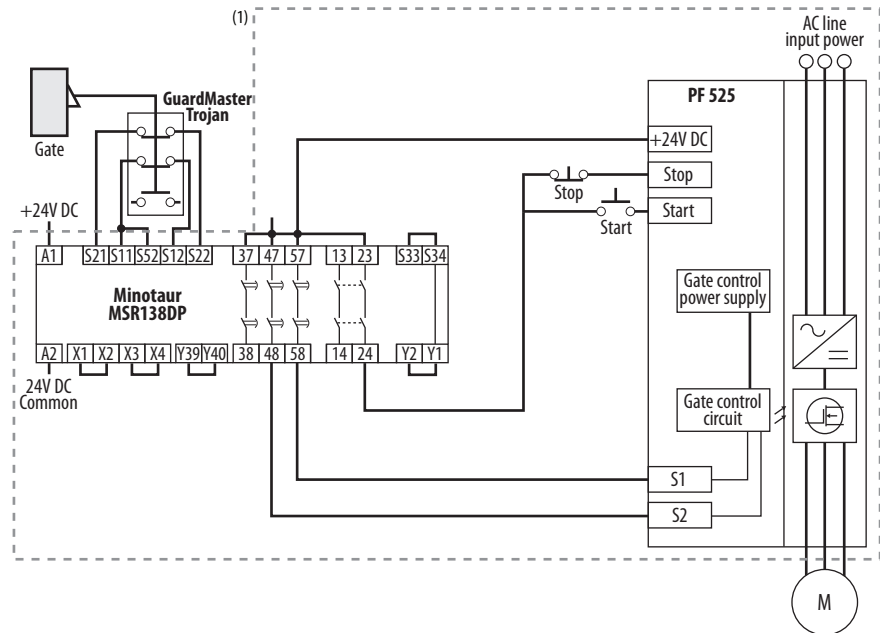 (1)
AC line
input power
GuardMaster
Trojan
PF 525
Gate
+24V DC
Stop
Stop
Start
Start
+24V DC
A1 S21 S11 S52 S12 S22 37 47 57 13 23 S33 S34
Minotaur
MSR138DP
Gate control
power supply
A2 X1 X2 X3 X4 Y39 Y40 38 48 58 14 24 Y2 Y1
24V DC
Common
Gate control
circuit
S1
S2
M